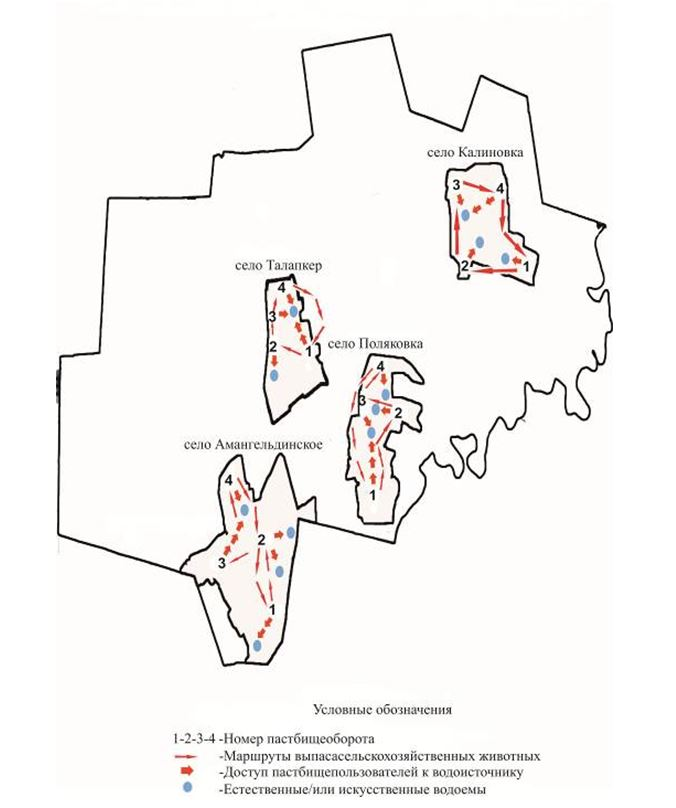 село Калиновка
3 4
2 1
село Талапкер
4
3
2 1
село Поляковка
4
3 2
1
село Амангельдинское
4
2
3
1
Условные обозначения
1-2-3-4 -Номер пастбищеоборота
-Маршруты выпасасельскохозяйственных животных
-Доступ пастбищепользователей к водоисточнику
-Естественные/или искусственные водоемы